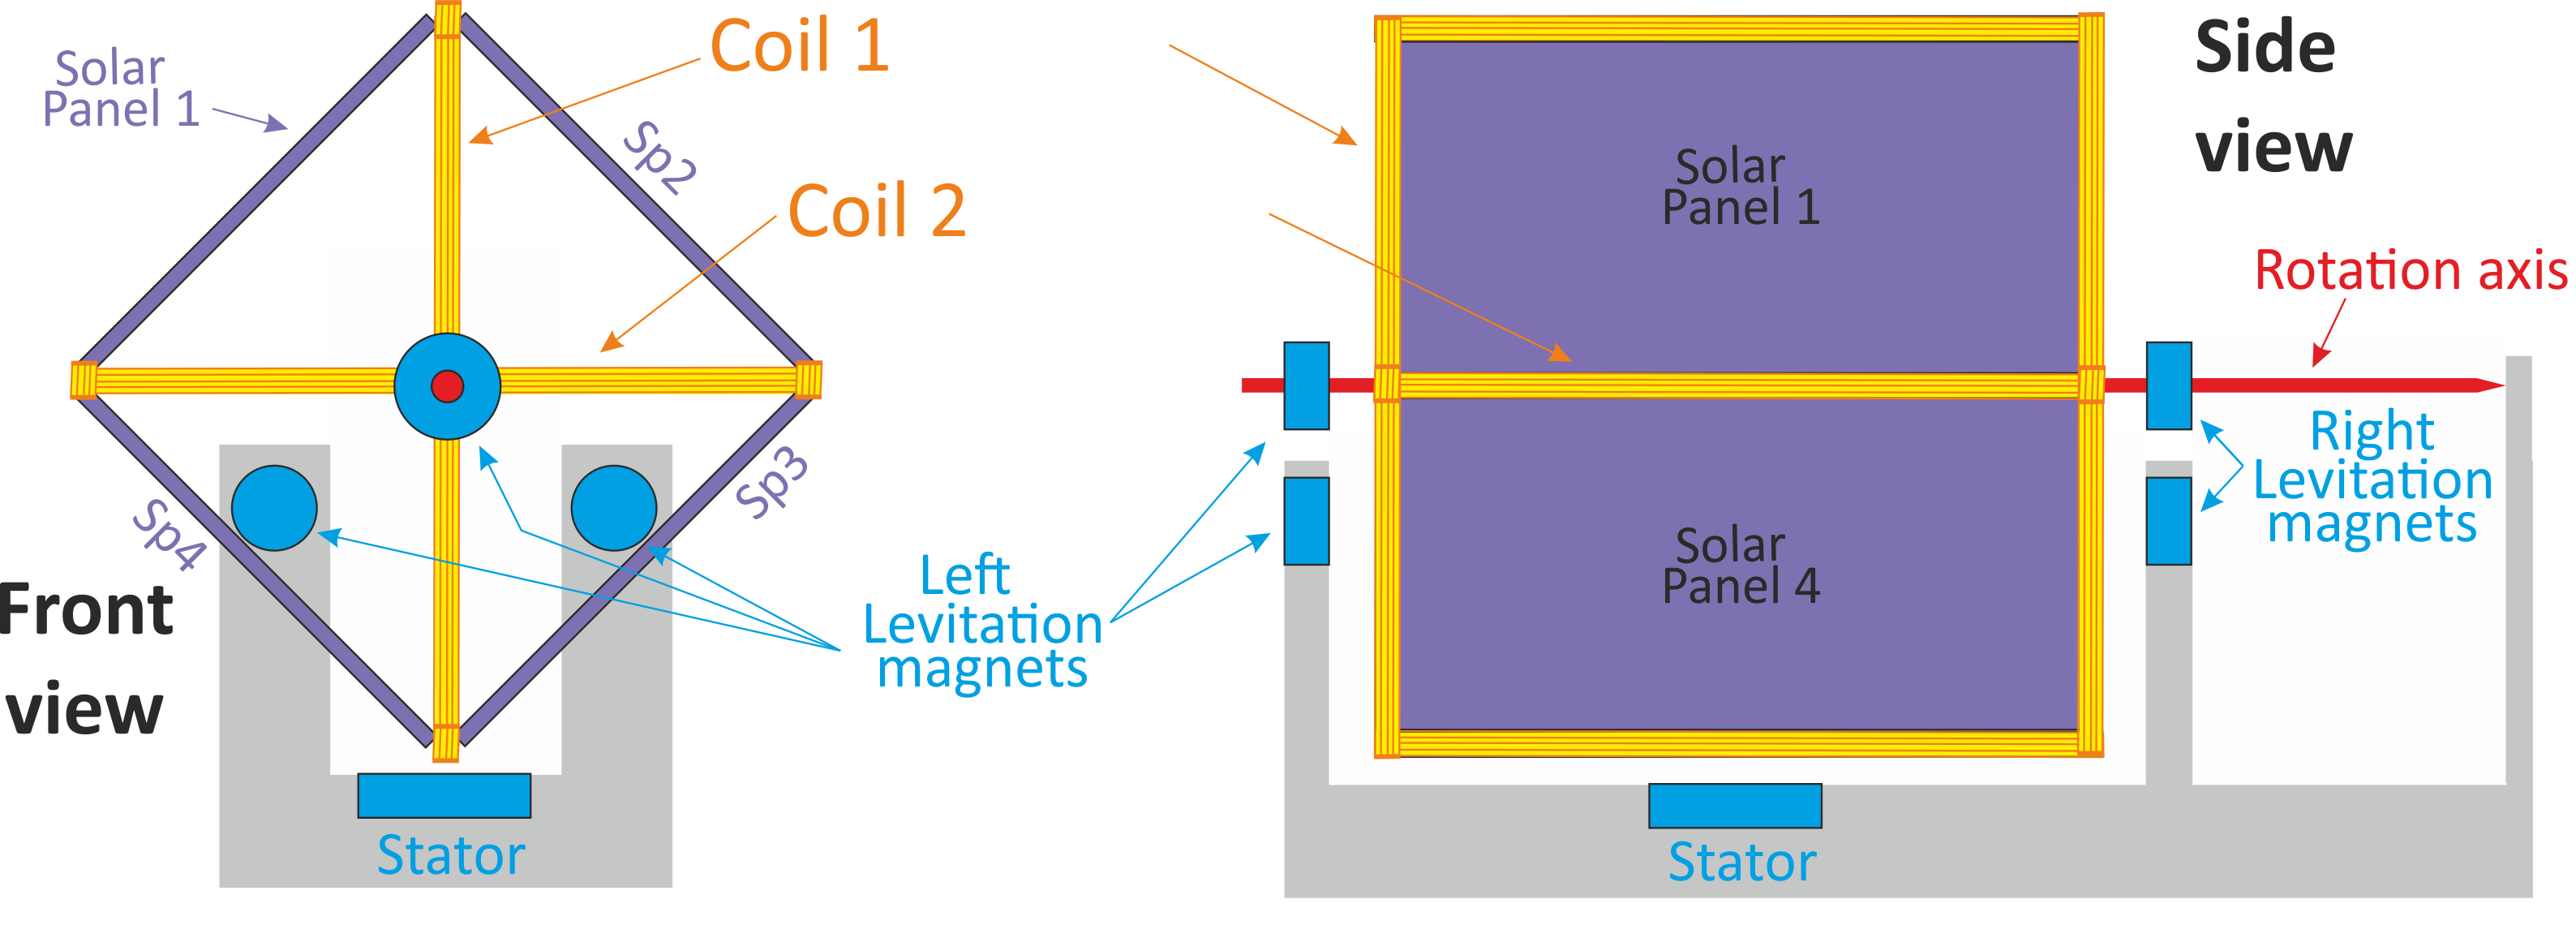 Solar
Panel 1
Coil 1
Sp2
Coil 2
Sp3
Sp4
Front
view
Left
Levitation
magnets
Stator
Side
view
Solar
Panel 1
Rotation axis
Right
Levitation
magnets
Solar
Panel 4
Stator